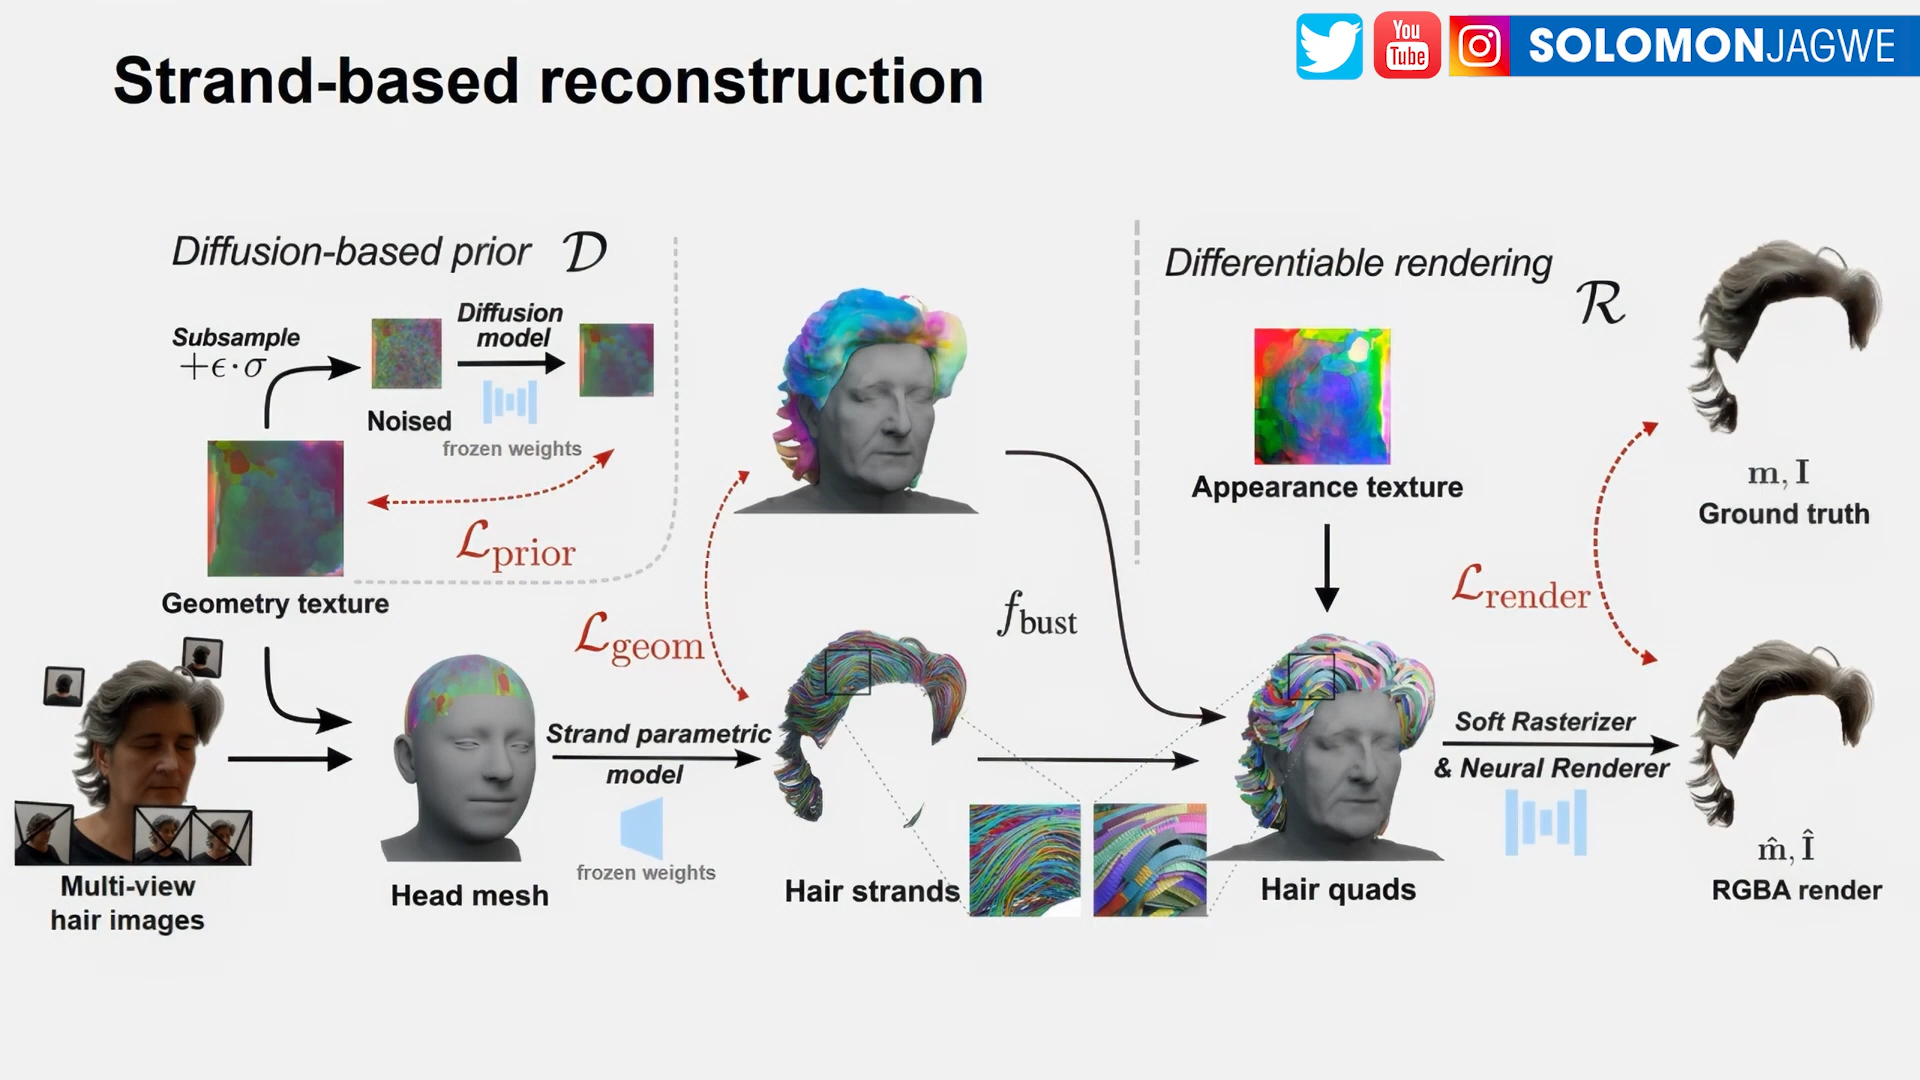 Strand-based reconstruction
You
Tube
SOLOMONJAGWE
Diffusion-based prior 𝒟
Subsample
+ϵ·σ
Diffusion
model
Noised
frozen weights
ℒprior
Geometry texture
ℒgeom
fbust
Differentiable rendering
ℛ
Appearance texture
m, I
Ground truth
ℒrender
Multi-view
hair images
Head mesh
Strand parametric
model
frozen weights
Hair strands
Hair quads
Soft Rasterizer
& Neural Renderer
m̂, Î
RGBA render